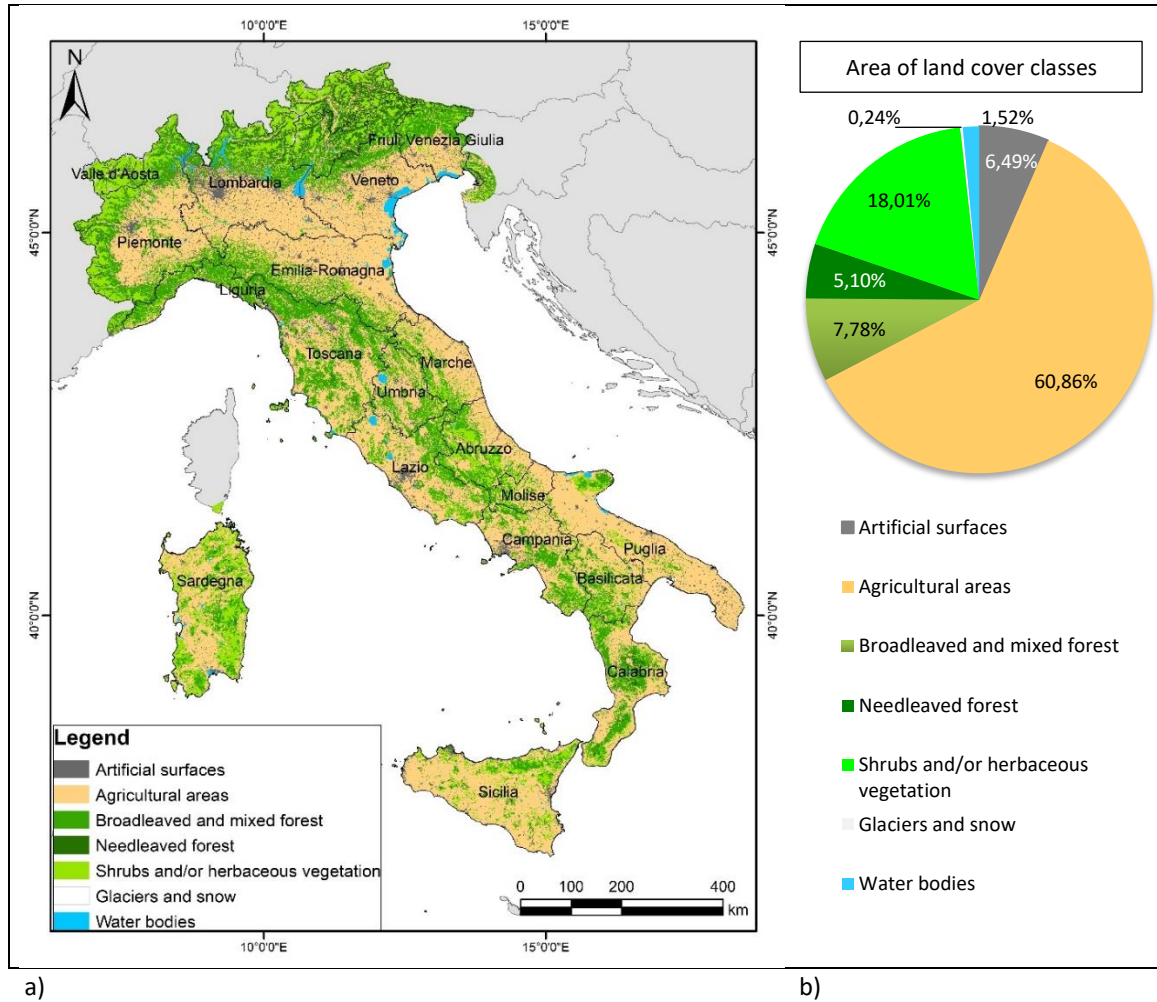 10°0'0"E
15°0'0"E
N
Friuli Venezia Giulia
Valle d'Aosta
Lombardia
Veneto
45°0'0"N
45°0'0"N
Piemonte
Emilia-Romagna
Liguria
Toscana
Marche
Umbria
Abruzzo
Lazio
Molise
Campania
Puglia
Basilicata
Sardegna
40°0'0"N
40°0'0"N
Calabria
Sicilia
Legend
Artificial surfaces
Agricultural areas
Broadleaved and mixed forest
Needleaved forest
Shrubs and/or herbaceous vegetation
Glaciers and snow
Water bodies
0 100 200 400
km
10°0'0"E
15°0'0"E
a)
Area of land cover classes
0,24%
1,52%
6,49%
18,01%
5,10%
7,78%
60,86%
Artificial surfaces
Agricultural areas
Broadleaved and mixed forest
Needleaved forest
Shrubs and/or herbaceous
vegetation
Glaciers and snow
Water bodies
b)